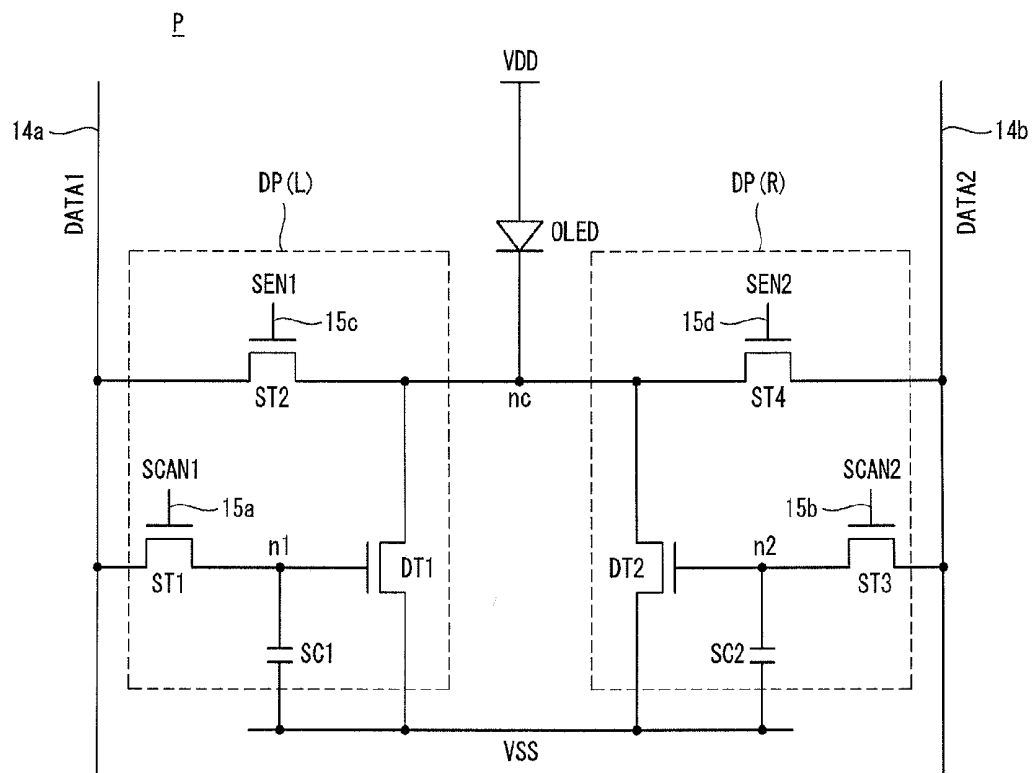 P
VDD
14a
14b
DATA1
DATA2
DP(L)
DP(R)
OLED
SEN1
SEN2
15c
15d
ST2
nc
ST4
SCAN1
SCAN2
15a
15b
n1
n2
DT1
DT2
ST1
ST3
SC1
SC2
VSS